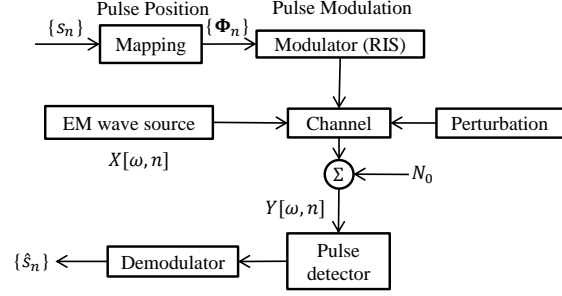 Pulse Position
Pulse Modulation
{s_n}
Mapping
{Φ_n}
Modulator (RIS)
EM wave source
Channel
Perturbation
X[ω, n]
Σ
N_0
Y[ω, n]
{ŝ_n}
Demodulator
Pulse
detector